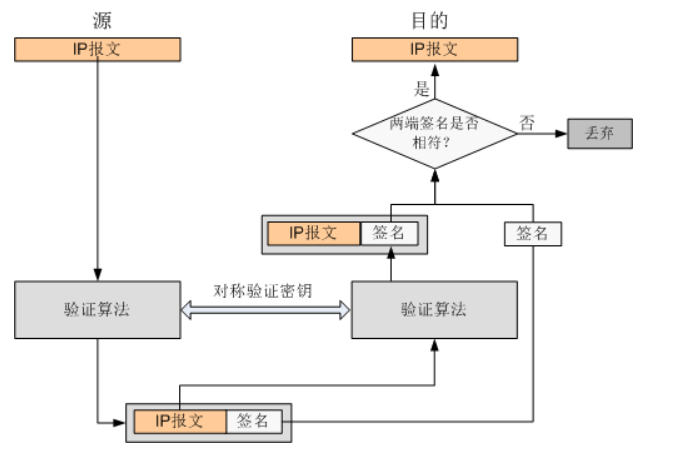 源
目的
IP报文
IP报文
是
两端签名是否
相符？
否
丢弃
IP报文
签名
签名
验证算法
对称验证密钥
验证算法
IP报文
签名